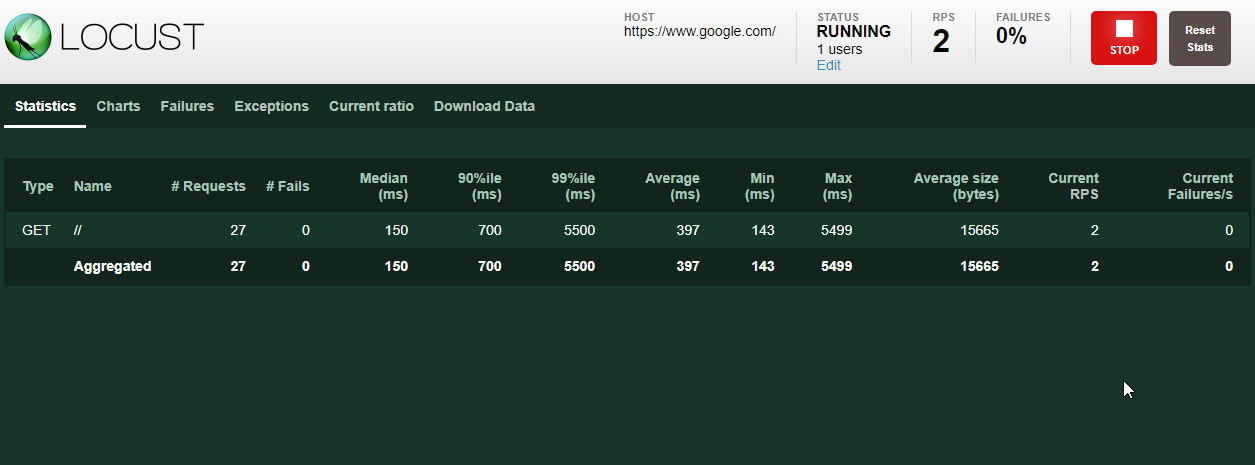 LOCUST
HOST
https://www.google.com/
STATUS
RUNNING
1 users
Edit
RPS
2
FAILURES
0%
STOP
Reset
Stats
Statistics Charts Failures Exceptions Current ratio Download Data
Type Name # Requests # Fails Median (ms) 90%ile (ms) 99%ile (ms) Average (ms) Min (ms) Max (ms) Average size (bytes) Current RPS Current Failures/s
GET // 27 0 150 700 5500 397 143 5499 15665 2 0
Aggregated 27 0 150 700 5500 397 143 5499 15665 2 0